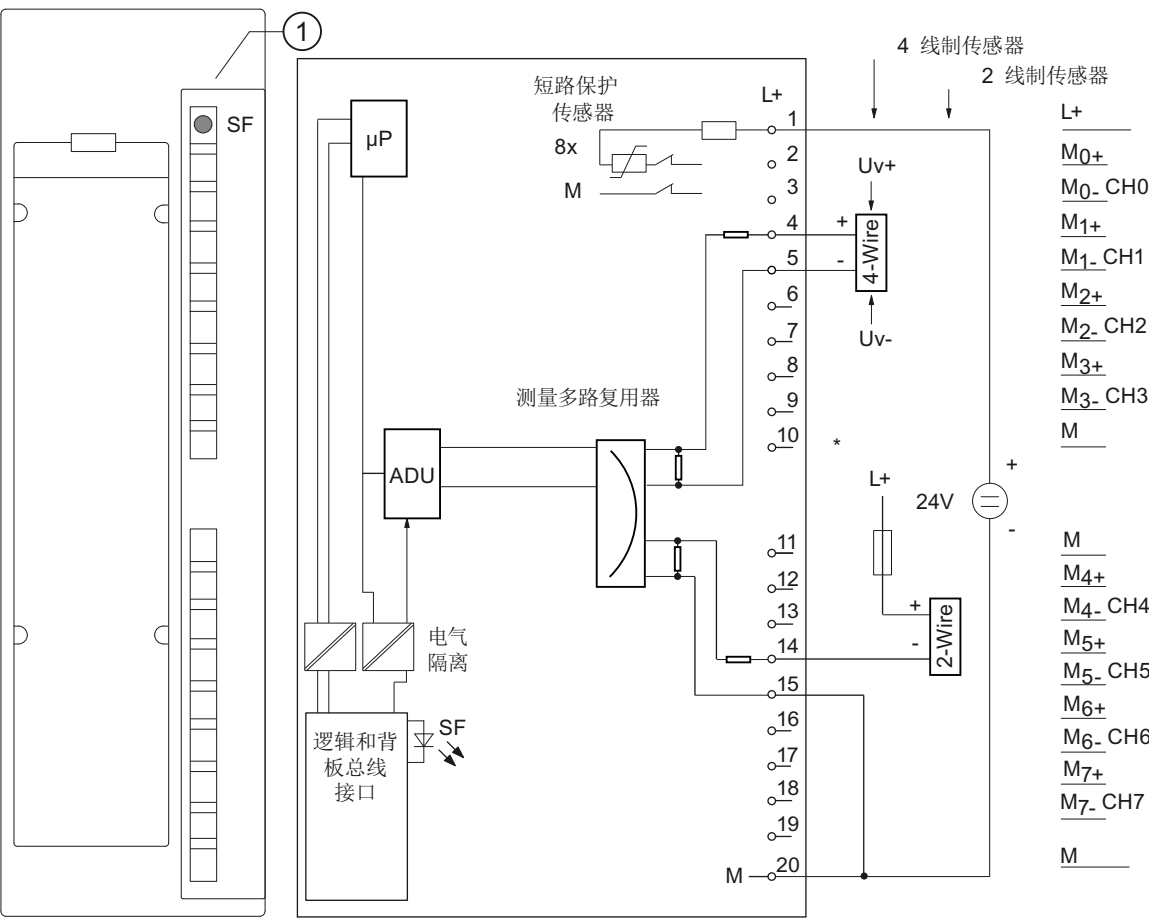 1
4 线制传感器
2 线制传感器
SF
µP
短路保护
传感器
8x
M
L+
1
2
3
4
5
6
7
8
9
10
Uv+
+
-
4-Wire
Uv-
测量多路复用器
*
ADU
L+
24V
+
-
11
12
13
14
15
16
17
18
19
20
M
+
-
2-Wire
电气
隔离
逻辑和背
板总线
接口
SF
L+
M0+
M0- CH0
M1+
M1- CH1
M2+
M2- CH2
M3+
M3- CH3
M
M
M4+
M4- CH4
M5+
M5- CH5
M6+
M6- CH6
M7+
M7- CH7
M